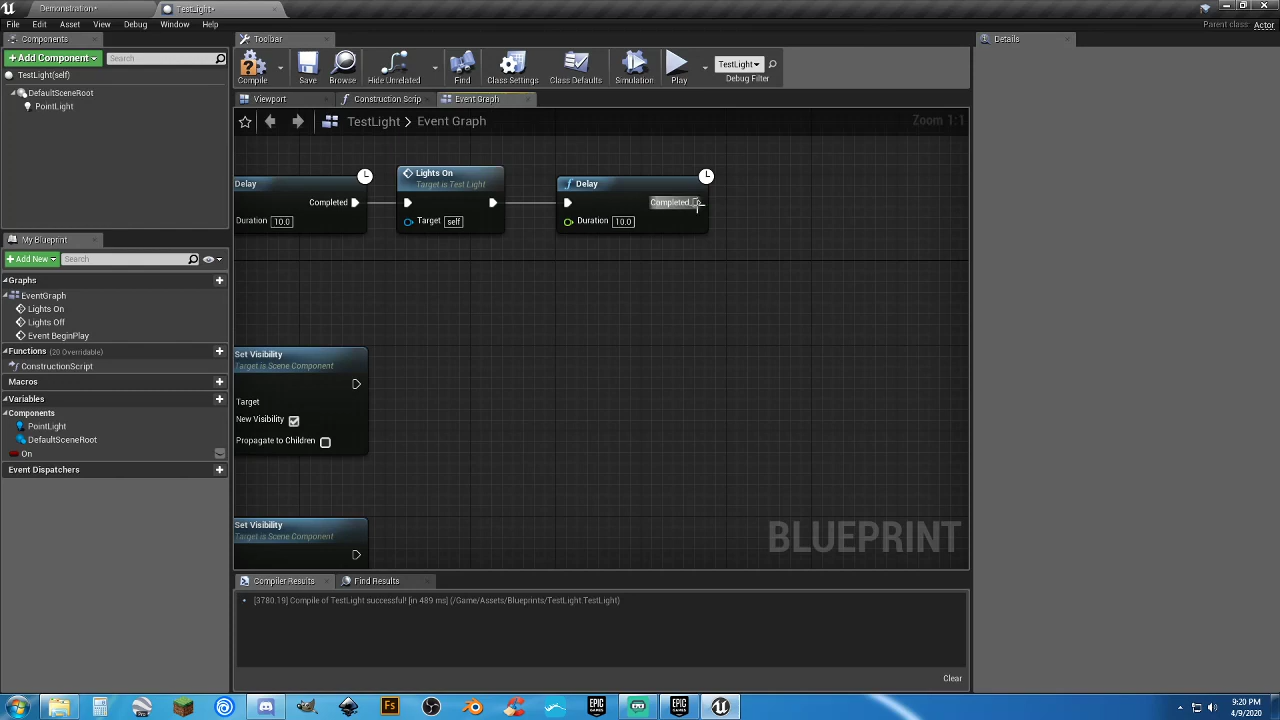 Demonstration*
TestLight*
File Edit Asset View Debug Window Help
Parent class: Actor
Components
+Add Component
Search
TestLight(self)
DefaultSceneRoot
PointLight
My Blueprint
+Add New
Search
Graphs
EventGraph
Lights On
Lights Off
Event BeginPlay
Functions (20 Overridable)
ConstructionScript
Macros
Variables
Components
PointLight
DefaultSceneRoot
On
Event Dispatchers
Toolbar
Compile Save Browse Hide Unrelated Find Class Settings Class Defaults Simulation Play
TestLight
Debug Filter
Viewport
Construction Scrip
Event Graph
TestLight > Event Graph
Zoom 1:1
Delay
Completed
Duration 10.0
Lights On
Target is Test Light
Target self
Delay
Completed
Duration 10.0
Set Visibility
Target is Scene Component
Target
New Visibility
Propagate to Children
Set Visibility
Target is Scene Component
BLUEPRINT
Compiler Results
Find Results
[3780.19] Compile of TestLight successful! [in 489 ms] (/Game/Assets/Blueprints/TestLight.TestLight)
Clear
Details
Pro
Fs
EPIC GAMES
EPIC GAMES
9:20 PM
4/9/2020